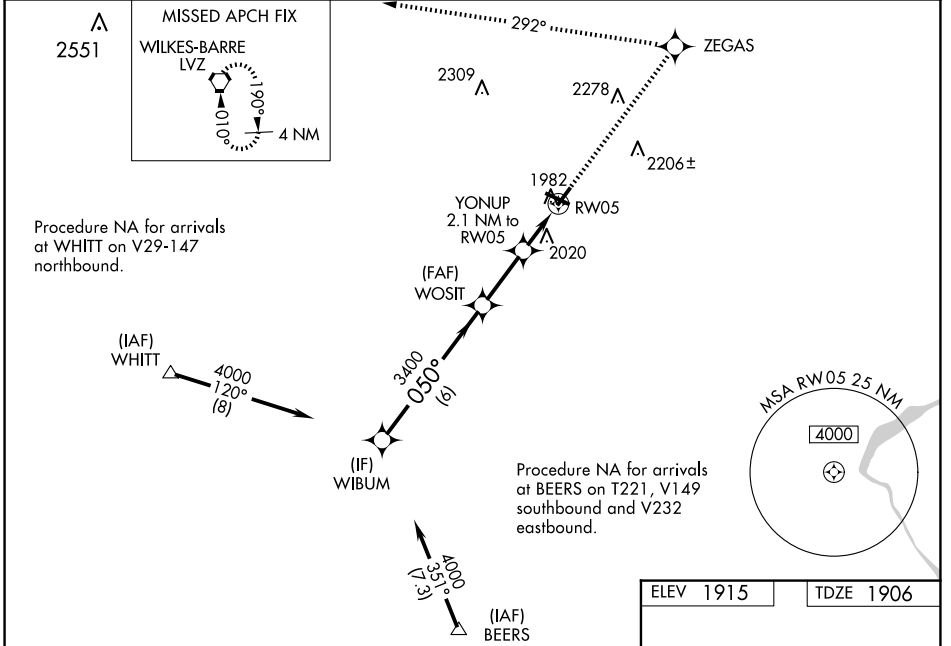 MISSED APCH FIX
WILKES-BARRE
LVZ
190°
010°
4 NM
2551
292°
ZEGAS
2309
2278
2206±
1982
RW05
YONUP
2.1 NM to
RW05
2020
Procedure NA for arrivals
at WHITT on V29-147
northbound.
(FAF)
WOSIT
(IAF)
WHITT
4000
120°
(8)
3400
050°
(6)
(IF)
WIBUM
MSA RW05 25 NM
4000
Procedure NA for arrivals
at BEERS on T221, V149
southbound and V232
eastbound.
4000
351°
(7.3)
(IAF)
BEERS
ELEV 1915
TDZE 1906